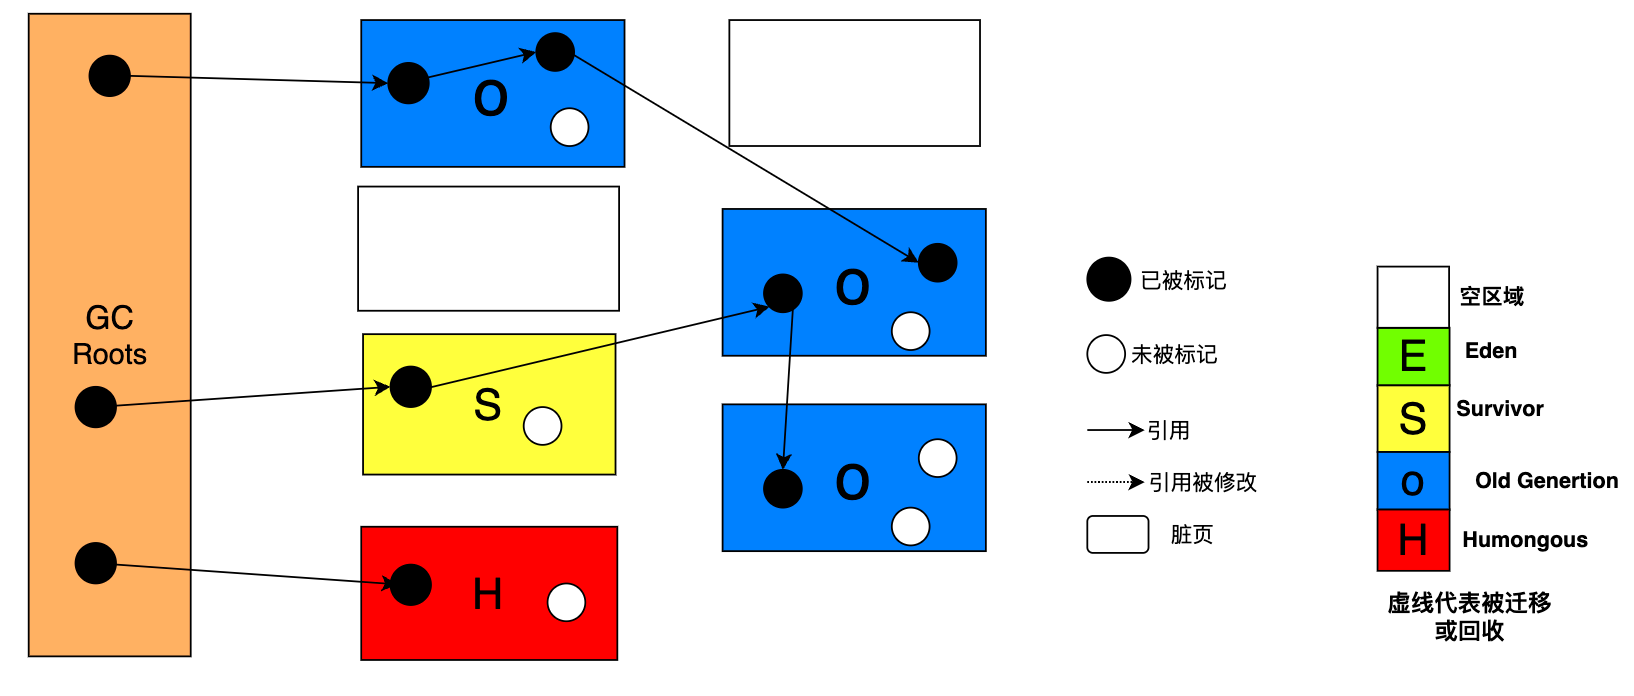 GC
Roots
O
S
H
O
O
已被标记
未被标记
引用
引用被修改
脏页
空区域
E
Eden
S
Survivor
o
Old Genertion
H
Humongous
虚线代表被迁移
或回收